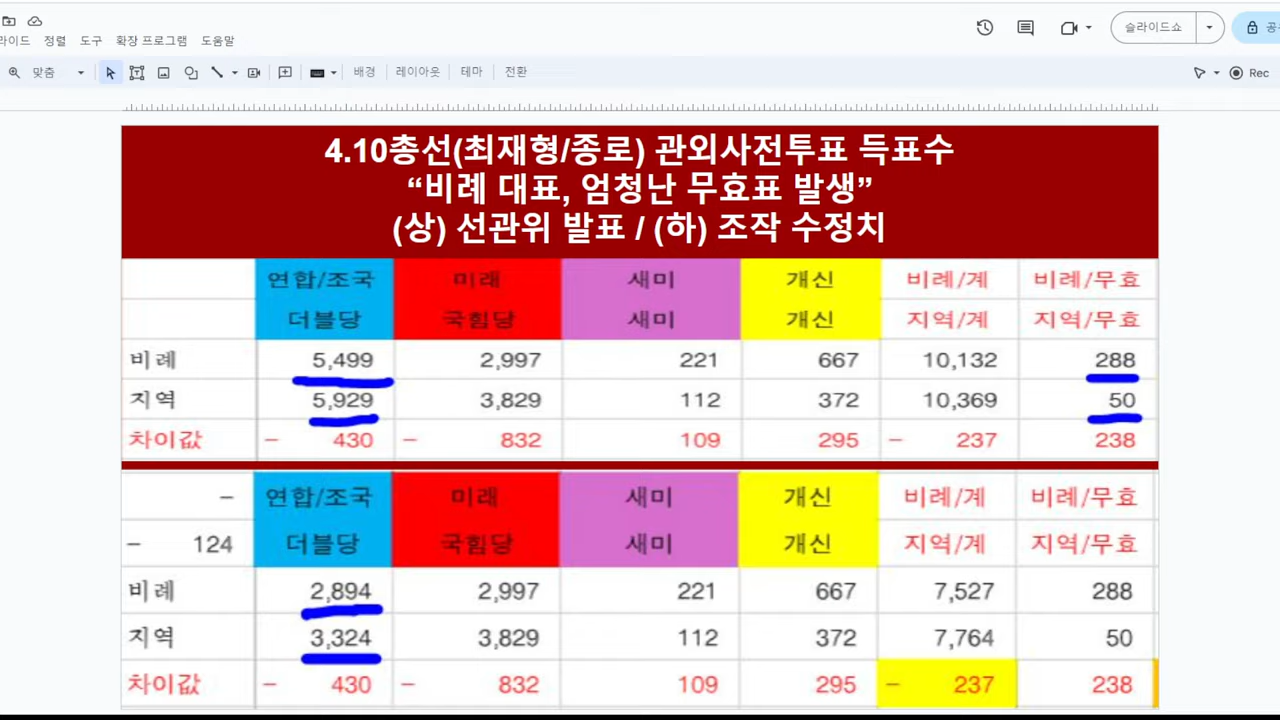 라이드 정렬 도구 확장 프로그램 도움말
슬라이드쇼
맞춤 배경 레이아웃 테마 전환 Rec
4.10총선(최재형/종로) 관외사전투표 득표수
“비례 대표, 엄청난 무효표 발생”
(상) 선관위 발표 / (하) 조작 수정치
연합/조국 미래 새미 개신 비례/계 비례/무효
더블당 국힘당 새미 개신 지역/계 지역/무효
비례 5,499 2,997 221 667 10,132 288
지역 5,929 3,829 112 372 10,369 50
차이값 - 430 - 832 109 295 - 237 238
- 연합/조국 미래 새미 개신 비례/계 비례/무효
- 124 더블당 국힘당 새미 개신 지역/계 지역/무효
비례 2,894 2,997 221 667 7,527 288
지역 3,324 3,829 112 372 7,764 50
차이값 - 430 - 832 109 295 - 237 238